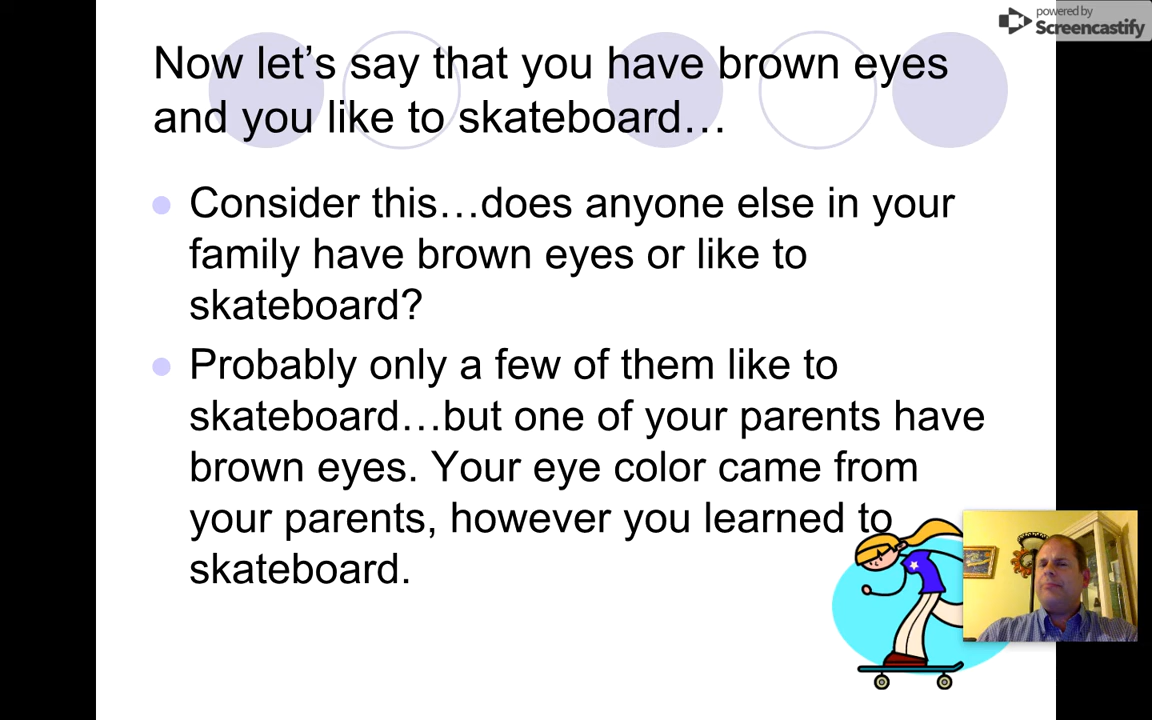 powered by
Screencastify
Now let’s say that you have brown eyes
and you like to skateboard…
Consider this…does anyone else in your
family have brown eyes or like to
skateboard?
Probably only a few of them like to
skateboard…but one of your parents have
brown eyes. Your eye color came from
your parents, however you learned to
skateboard.